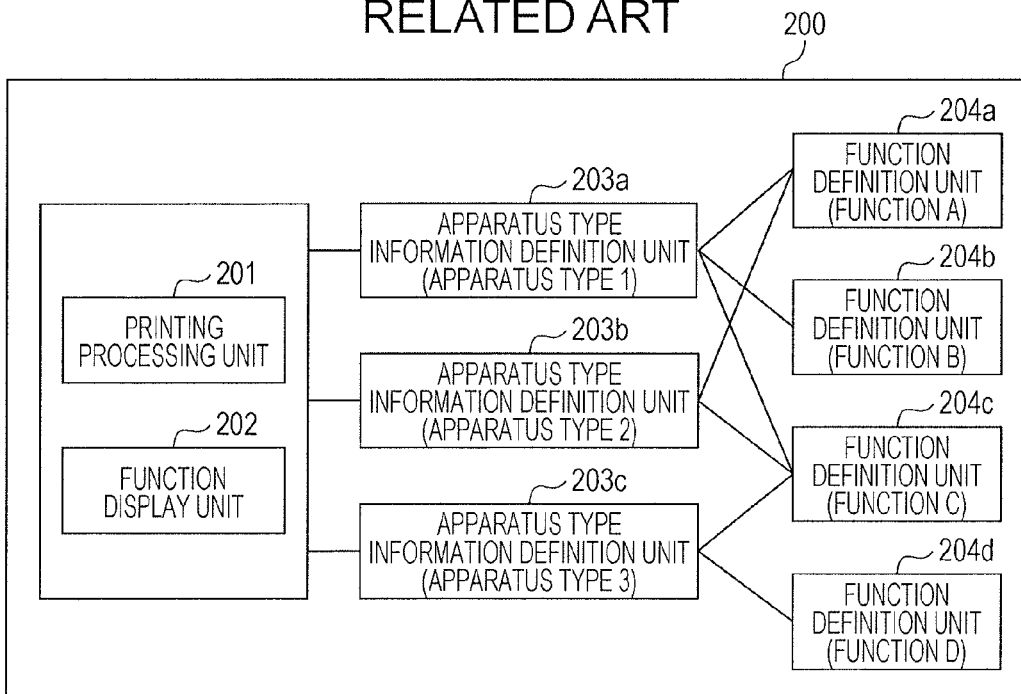 RELATED ART
200
201
PRINTING
PROCESSING UNIT
202
FUNCTION
DISPLAY UNIT
203a
APPARATUS TYPE
INFORMATION DEFINITION UNIT
(APPARATUS TYPE 1)
203b
APPARATUS TYPE
INFORMATION DEFINITION UNIT
(APPARATUS TYPE 2)
203c
APPARATUS TYPE
INFORMATION DEFINITION UNIT
(APPARATUS TYPE 3)
204a
FUNCTION
DEFINITION UNIT
(FUNCTION A)
204b
FUNCTION
DEFINITION UNIT
(FUNCTION B)
204c
FUNCTION
DEFINITION UNIT
(FUNCTION C)
204d
FUNCTION
DEFINITION UNIT
(FUNCTION D)